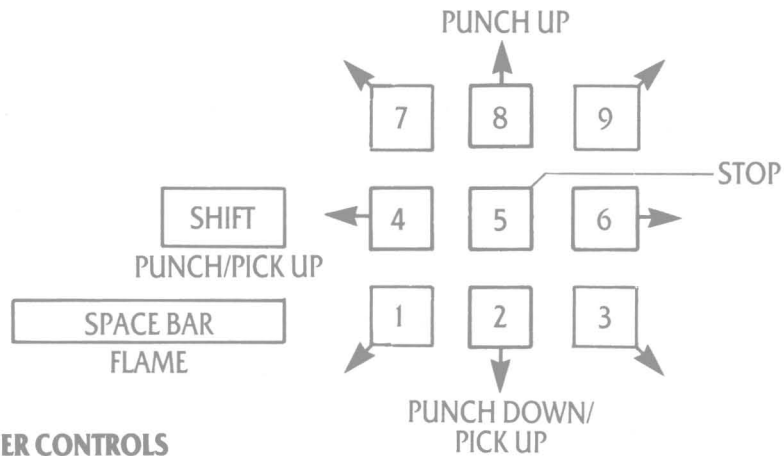 PUNCH UP
7 8 9
STOP
SHIFT 4 5 6
PUNCH/PICK UP
SPACE BAR 1 2 3
FLAME
PUNCH DOWN/
PICK UP
ER CONTROLS